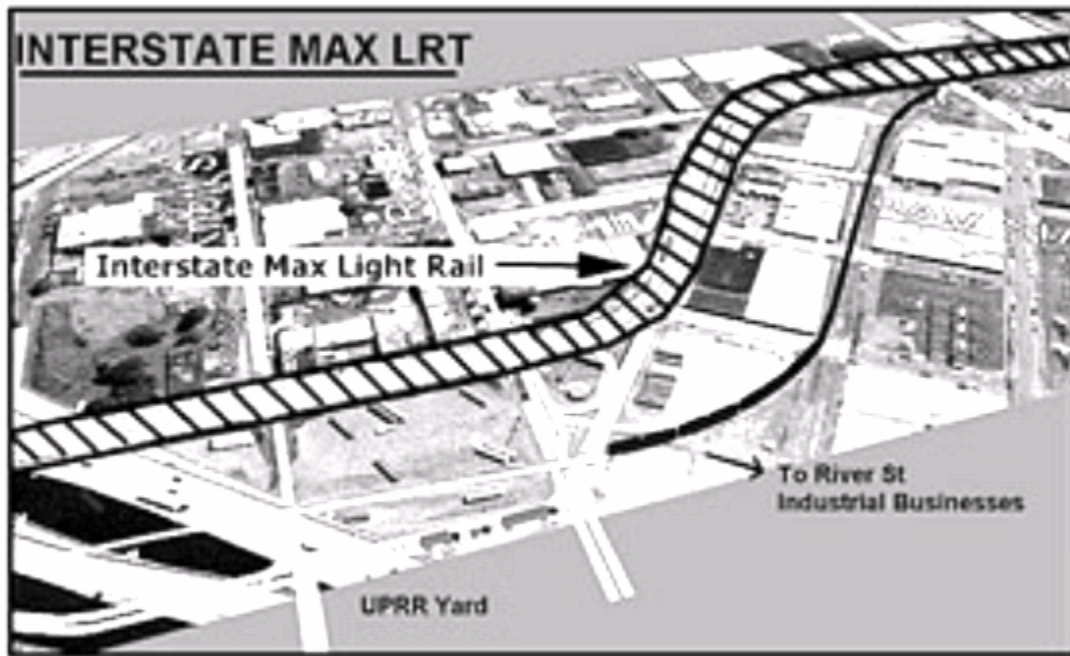 INTERSTATE MAX LRT
Interstate Max Light Rail
To River St
Industrial Businesses
UPRR Yard